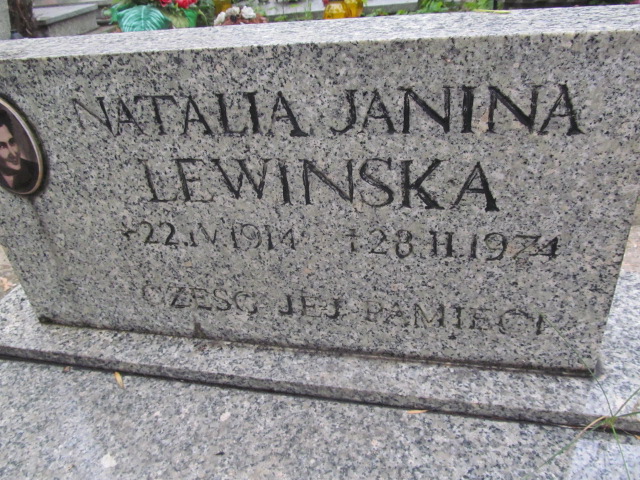 NATALIA JANINA
LEWINSKA
*22.IV.1914 †28.II.1974
CZEŚĆ JEJ PAMIĘCI